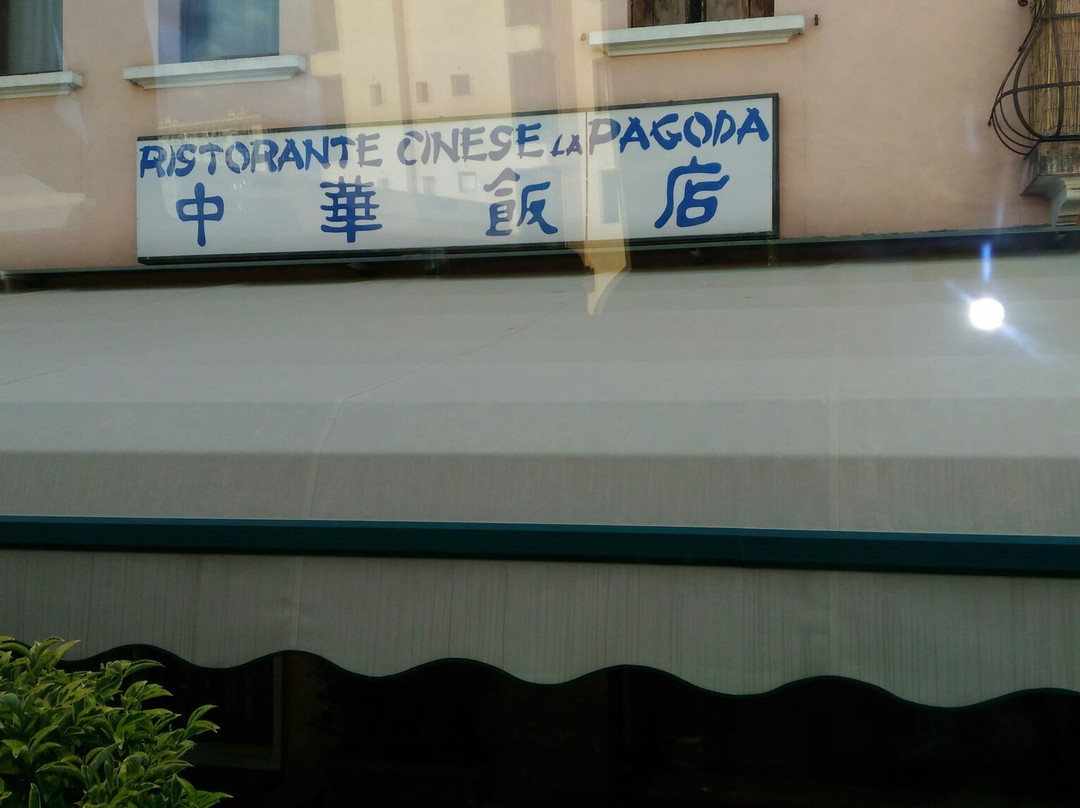 RISTORANTE CINESE LA PAGODA
中華飯店